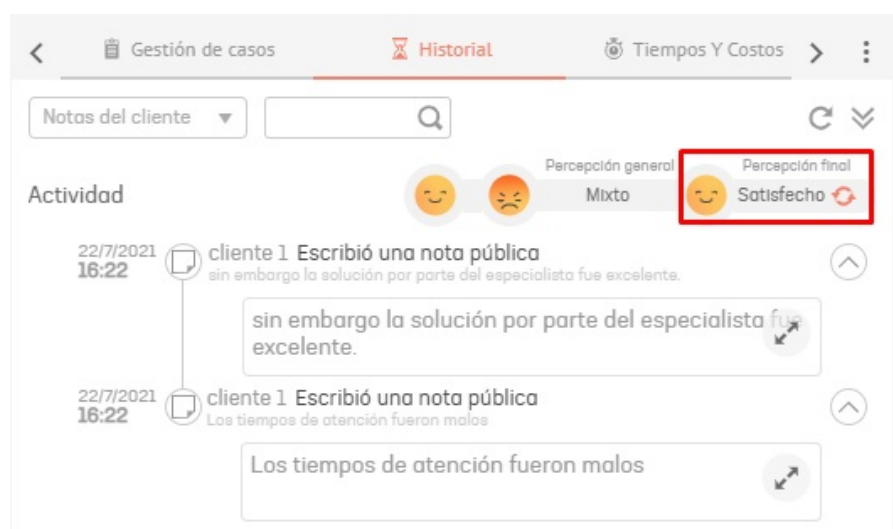 Gestión de casos
Historial
Tiempos Y Costos
Notas del cliente
Percepción general
Percepción final
Actividad
Mixto
Satisfecho
22/7/2021
16:22
cliente 1 Escribió una nota pública
sin embargo la solución por parte del especialista fue excelente.
sin embargo la solución por parte del especialista fue
excelente.
22/7/2021
16:22
cliente 1 Escribió una nota pública
Los tiempos de atención fueron malos
Los tiempos de atención fueron malos